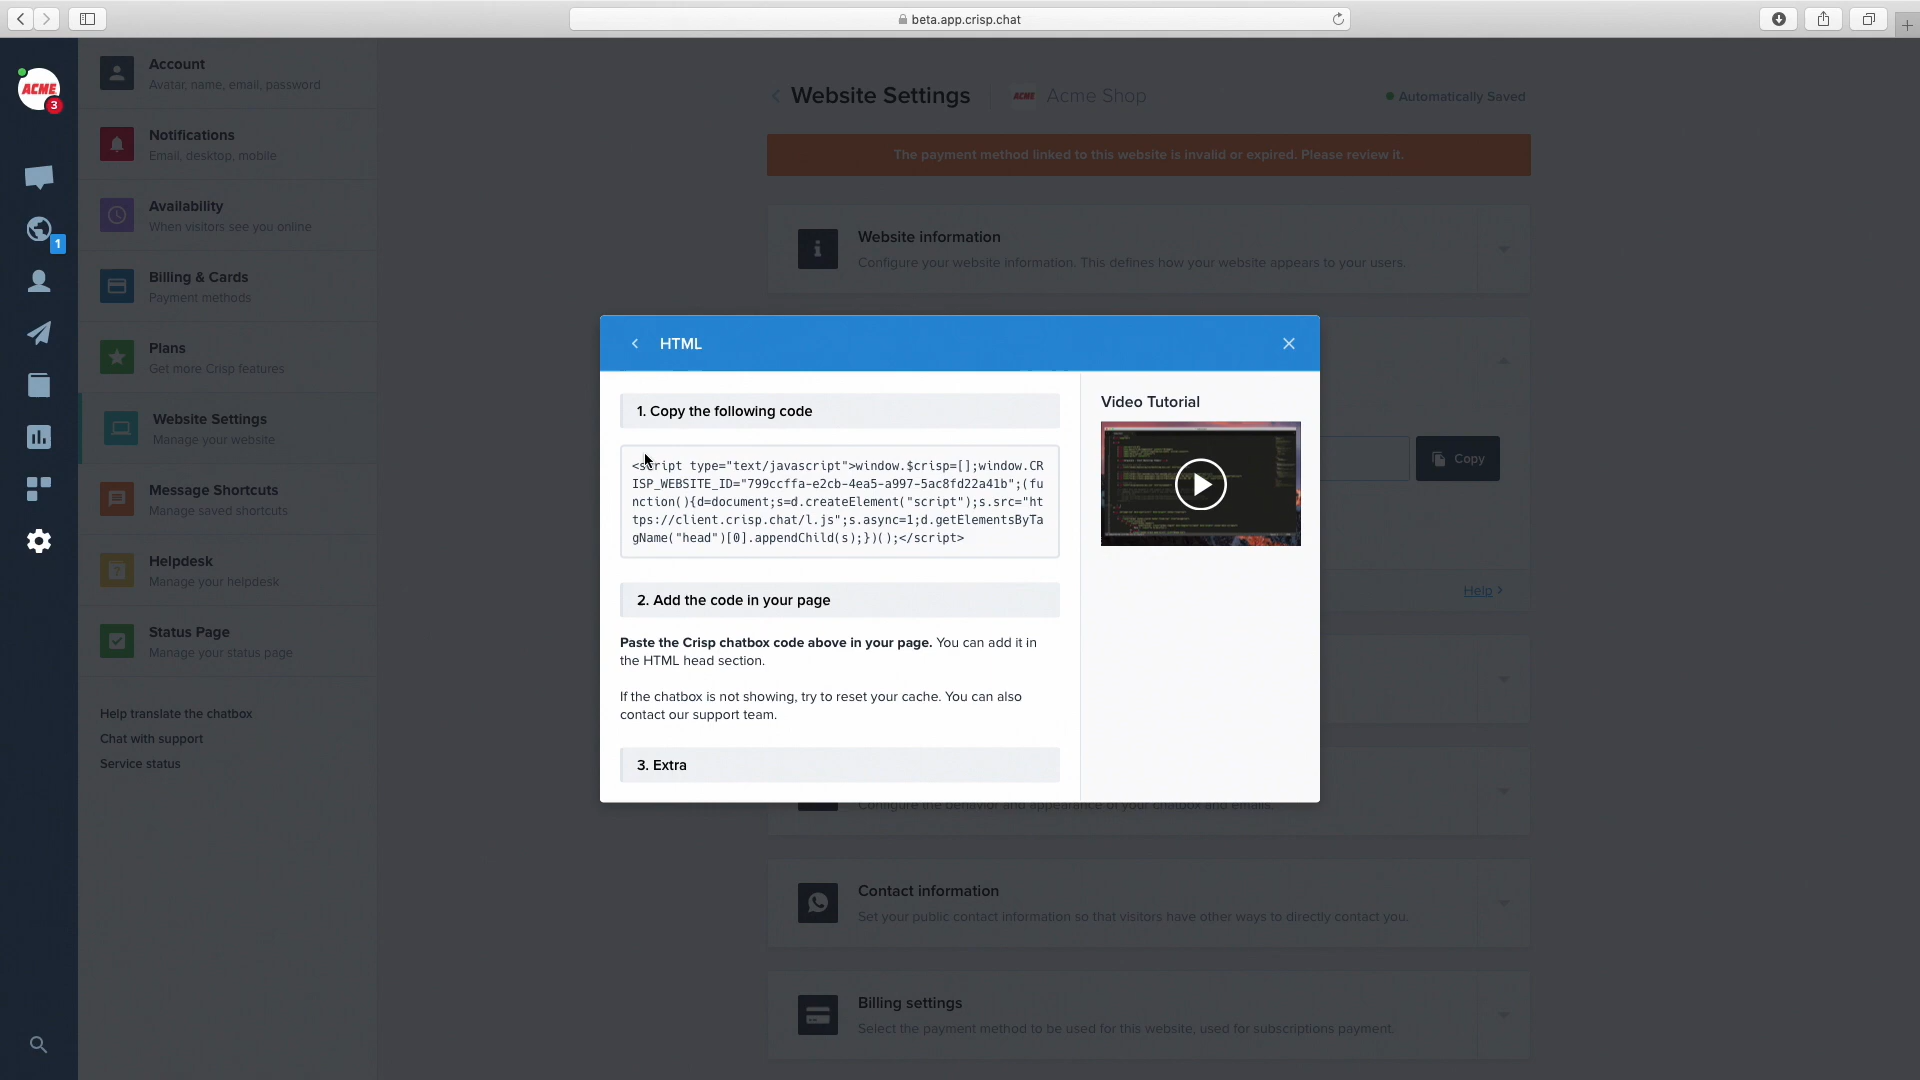 beta.app.crisp.chat
ACME
3
1
Account
Avatar, name, email, password
Notifications
Email, desktop, mobile
Availability
When visitors see you online
Billing & Cards
Payment methods
Plans
Get more Crisp features
Website Settings
Manage your website
Message Shortcuts
Manage saved shortcuts
Helpdesk
Manage your helpdesk
Status Page
Manage your status page
Help translate the chatbox
Chat with support
Service status
Website Settings
ACME Acme Shop
Automatically Saved
The payment method linked to this website is invalid or expired. Please review it.
Website information
Configure your website information. This defines how your website appears to your users.
HTML
1. Copy the following code
<script type="text/javascript">window.$crisp=[];window.CR
ISP_WEBSITE_ID="799ccffa-e2cb-4ea5-a997-5ac8fd22a41b";(fu
nction(){d=document;s=d.createElement("script");s.src="ht
tps://client.crisp.chat/l.js";s.async=1;d.getElementsByTa
gName("head")[0].appendChild(s);})();</script>
2. Add the code in your page
Paste the Crisp chatbox code above in your page. You can add it in
the HTML head section.
If the chatbox is not showing, try to reset your cache. You can also
contact our support team.
3. Extra
Video Tutorial
Copy
Help
Configure the behavior and appearance of your chatbox and emails.
Contact information
Set your public contact information so that visitors have other ways to directly contact you.
Billing settings
Select the payment method to be used for this website, used for subscriptions payment.